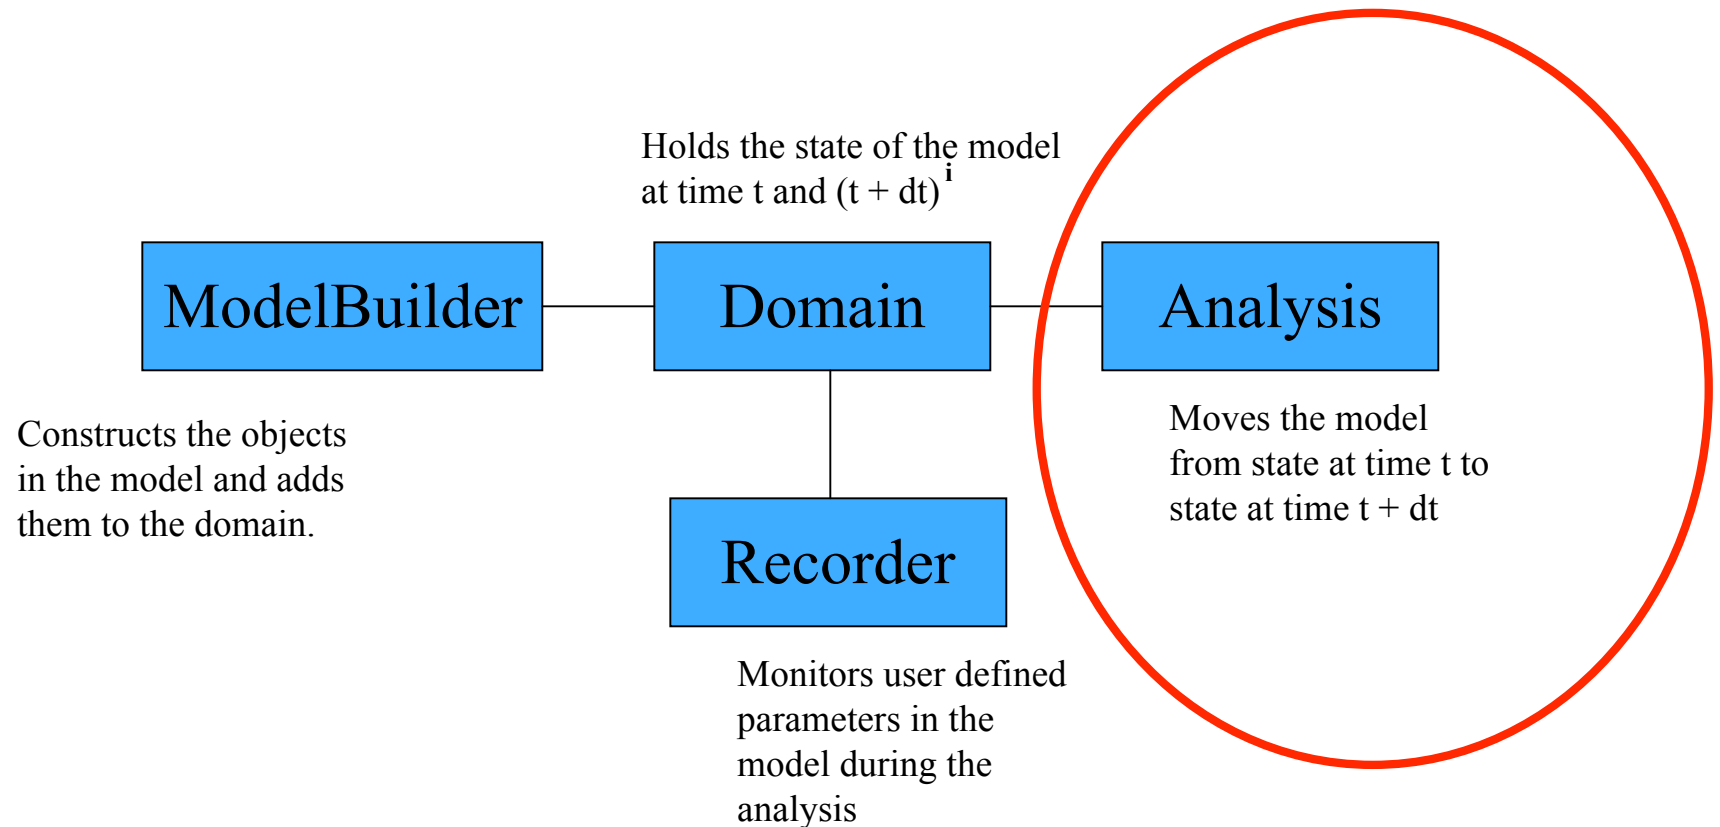 Holds the state of the model
at time t and (t + dt)^i
ModelBuilder
Domain
Analysis
Constructs the objects
in the model and adds
them to the domain.
Moves the model
from state at time t to
state at time t + dt
Recorder
Monitors user defined
parameters in the
model during the
analysis